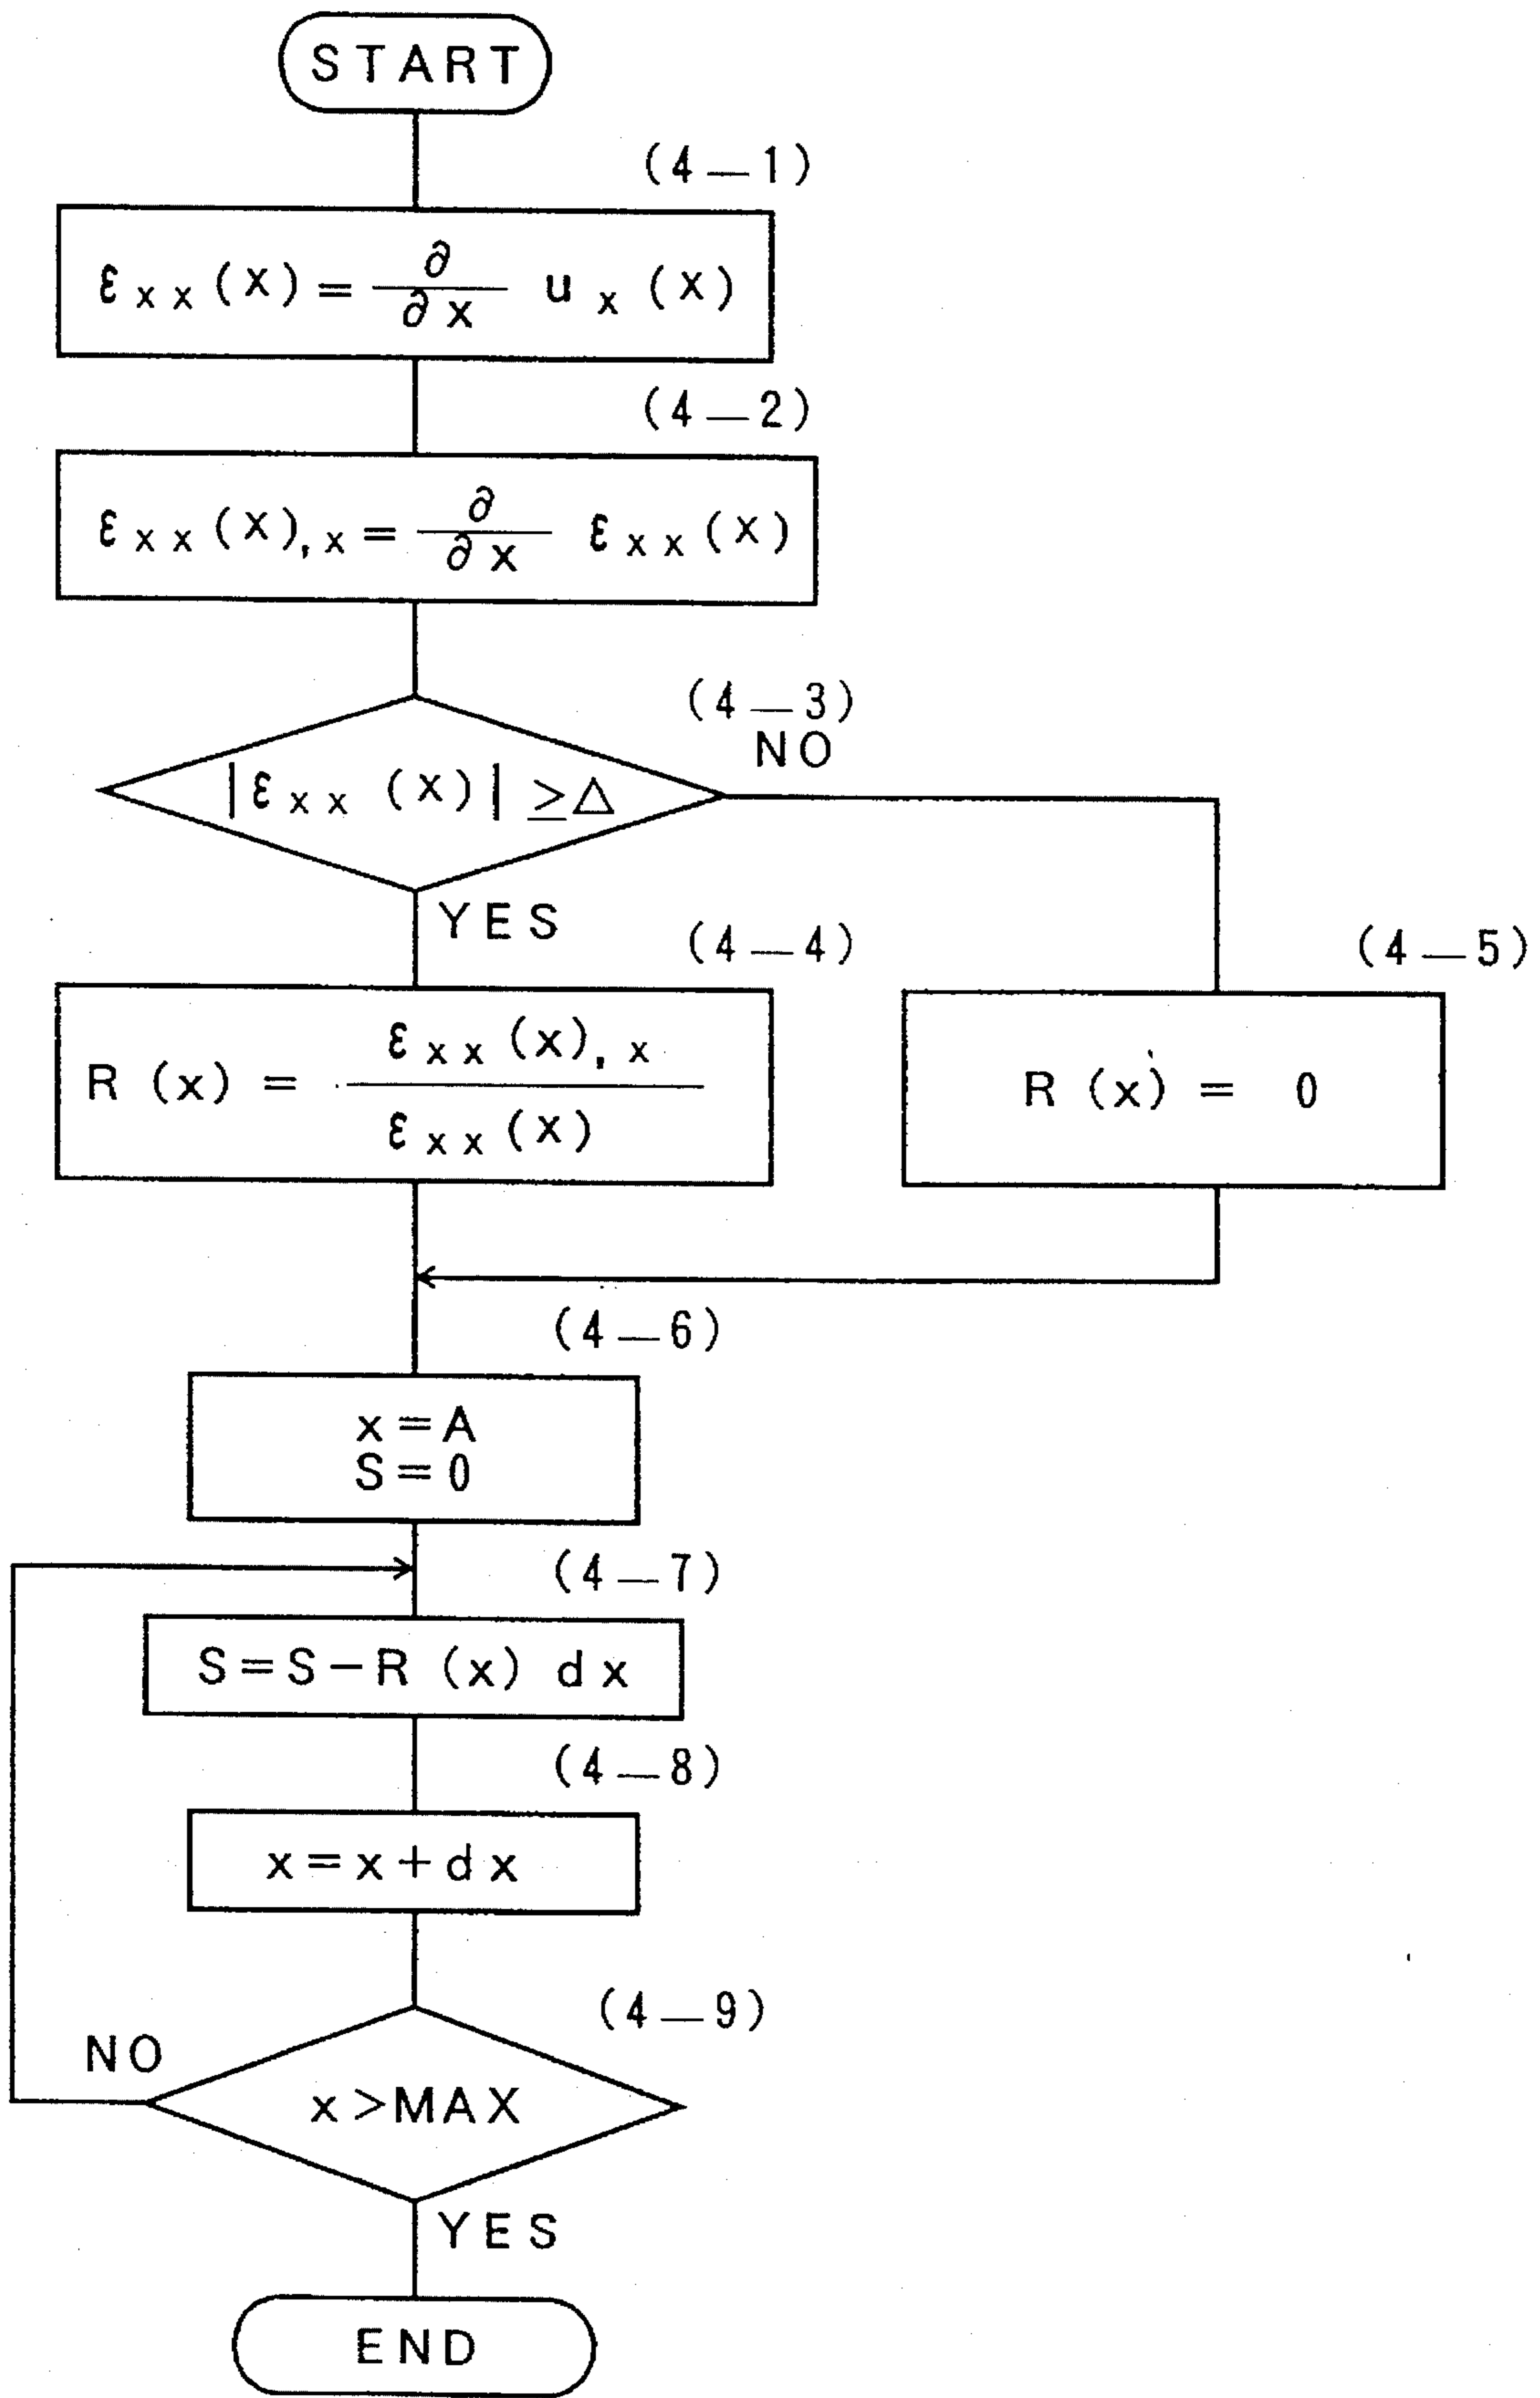 START
(4—1)
ε x x (x) = ∂/∂x u x (x)
(4—2)
ε x x (x), x = ∂/∂x ε x x (x)
(4—3)
NO
|ε x x (x)| ≥ △
YES
(4—4)
(4—5)
R (x) = ε x x (x), x / ε x x (x)
R (x) = 0
(4—6)
x = A
S = 0
(4—7)
S = S − R (x) d x
(4—8)
x = x + d x
(4—9)
NO
x > MAX
YES
END